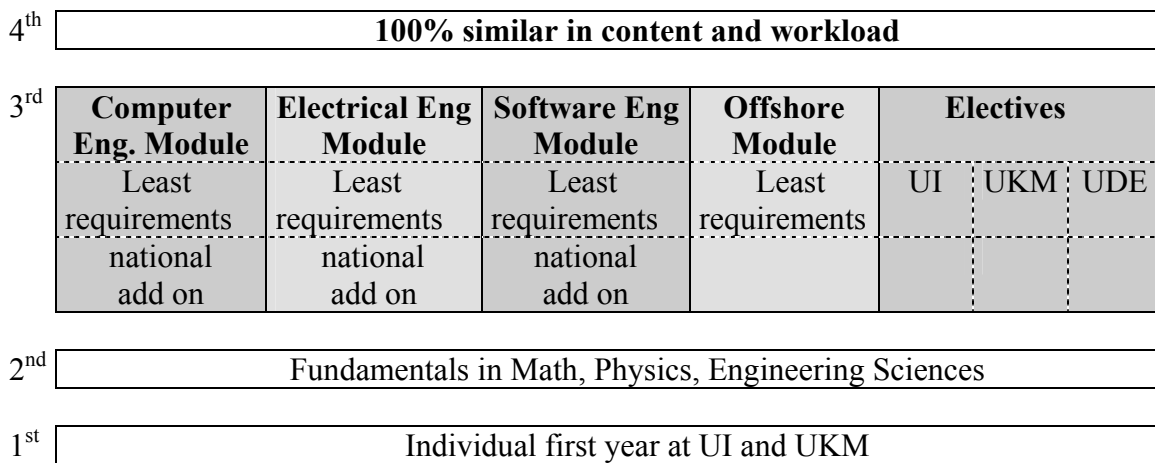 4th 100% similar in content and workload
3rd Computer Electrical Eng Software Eng Offshore Electives
Eng. Module Module Module Module
Least Least Least Least UI UKM UDE
requirements requirements requirements requirements
national national national
add on add on add on
2nd Fundamentals in Math, Physics, Engineering Sciences
1st Individual first year at UI and UKM